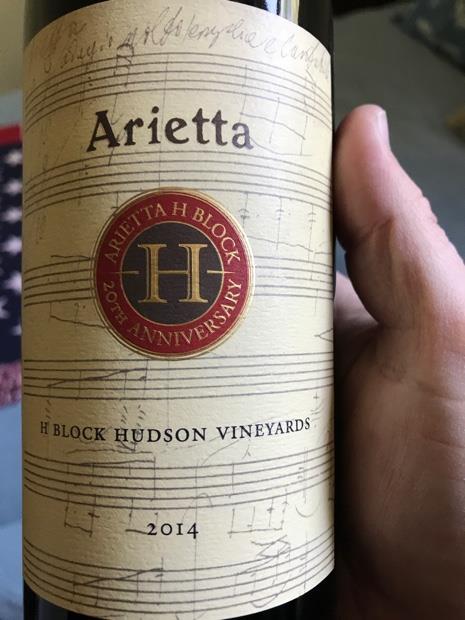 Arietta
ARIETTA H BLOCK
H
20TH ANNIVERSARY
H BLOCK HUDSON VINEYARDS
2014